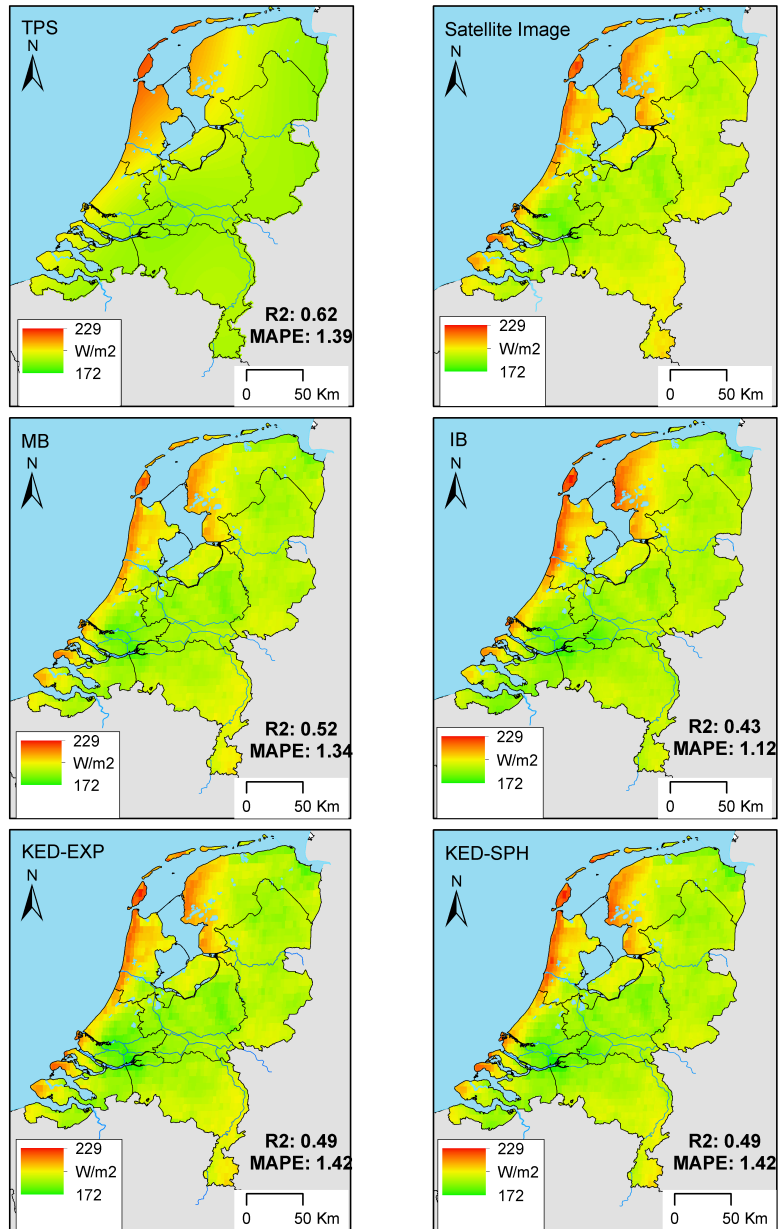 TPS
N
R2: 0.62
MAPE: 1.39
229
W/m2
172
0 50 Km
Satellite Image
N
229
W/m2
172
0 50 Km
MB
N
R2: 0.52
MAPE: 1.34
229
W/m2
172
0 50 Km
IB
N
R2: 0.43
MAPE: 1.12
229
W/m2
172
0 50 Km
KED-EXP
N
R2: 0.49
MAPE: 1.42
229
W/m2
172
0 50 Km
KED-SPH
N
R2: 0.49
MAPE: 1.42
229
W/m2
172
0 50 Km